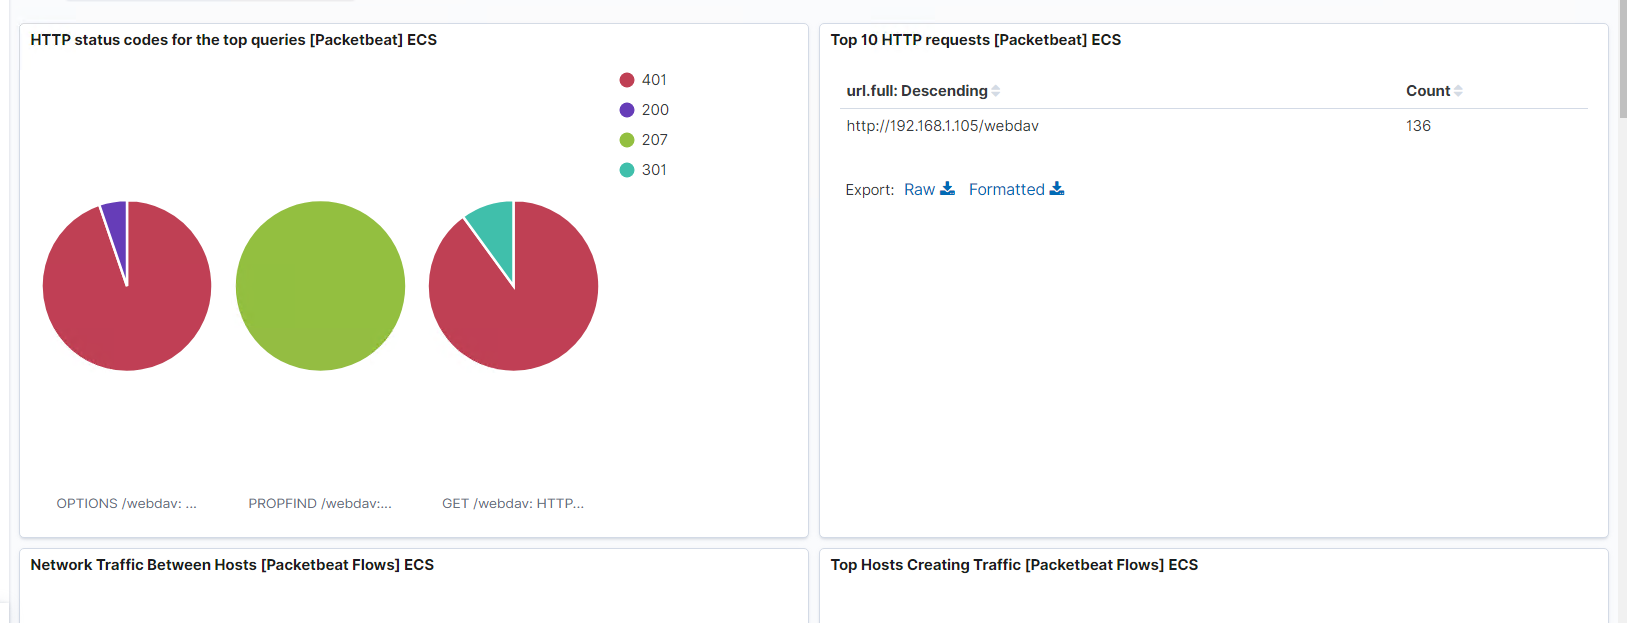 HTTP status codes for the top queries [Packetbeat] ECS
401
200
207
301
OPTIONS /webdav: ...
PROPFIND /webdav:...
GET /webdav: HTTP...
Top 10 HTTP requests [Packetbeat] ECS
url.full: Descending Count
http://192.168.1.105/webdav 136
Export: Raw Formatted
Network Traffic Between Hosts [Packetbeat Flows] ECS
Top Hosts Creating Traffic [Packetbeat Flows] ECS